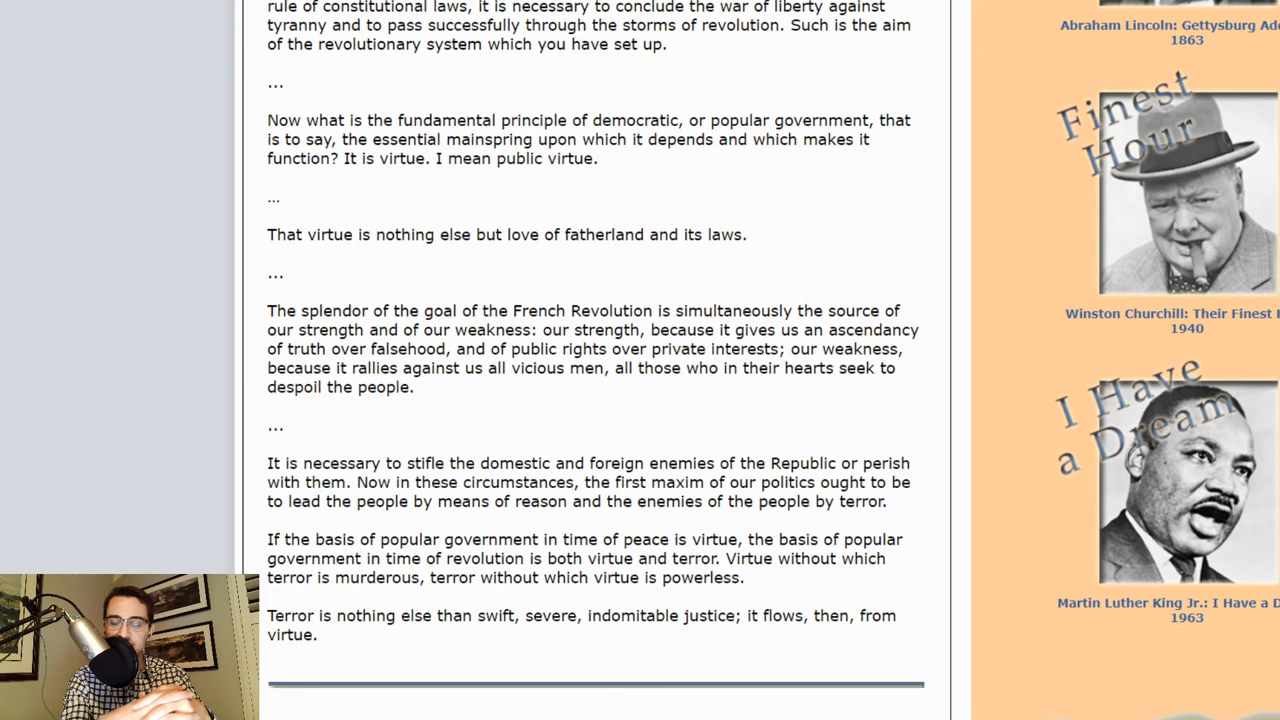 rule of constitutional laws, it is necessary to conclude the war of liberty against
tyranny and to pass successfully through the storms of revolution. Such is the aim
of the revolutionary system which you have set up.
...
Now what is the fundamental principle of democratic, or popular government, that
is to say, the essential mainspring upon which it depends and which makes it
function? It is virtue. I mean public virtue.
...
That virtue is nothing else but love of fatherland and its laws.
...
The splendor of the goal of the French Revolution is simultaneously the source of
our strength and of our weakness: our strength, because it gives us an ascendancy
of truth over falsehood, and of public rights over private interests; our weakness,
because it rallies against us all vicious men, all those who in their hearts seek to
despoil the people.
...
It is necessary to stifle the domestic and foreign enemies of the Republic or perish
with them. Now in these circumstances, the first maxim of our politics ought to be
to lead the people by means of reason and the enemies of the people by terror.
If the basis of popular government in time of peace is virtue, the basis of popular
government in time of revolution is both virtue and terror. Virtue without which
terror is murderous, terror without which virtue is powerless.
Terror is nothing else than swift, severe, indomitable justice; it flows, then, from
virtue.
Abraham Lincoln: Gettysburg
1863
Finest
Hour
Winston Churchill: Their Finest
1940
I Have
a Dream
Martin Luther King Jr.: I Have a
1963